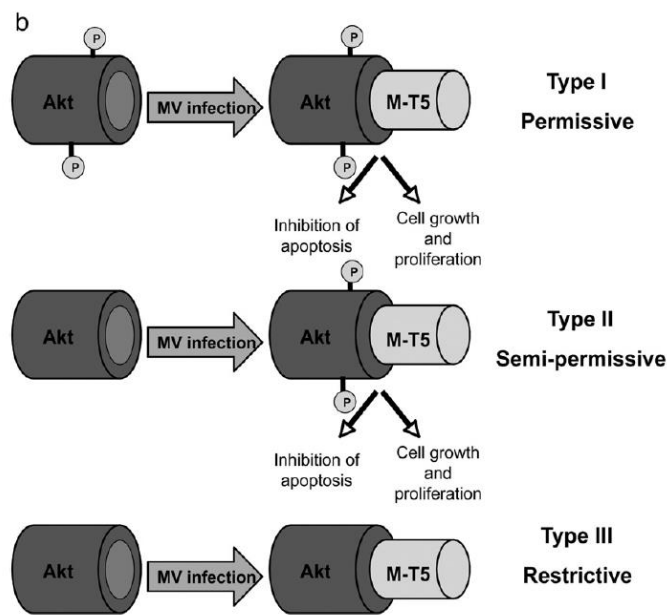 b
P P
Akt MV infection Akt M-T5 Type I
Permissive
P P
Inhibition of
apoptosis
Cell growth
and
proliferation
P
Akt MV infection Akt M-T5 Type II
Semi-permissive
P
Inhibition of
apoptosis
Cell growth
and
proliferation
Akt MV infection Akt M-T5 Type III
Restrictive